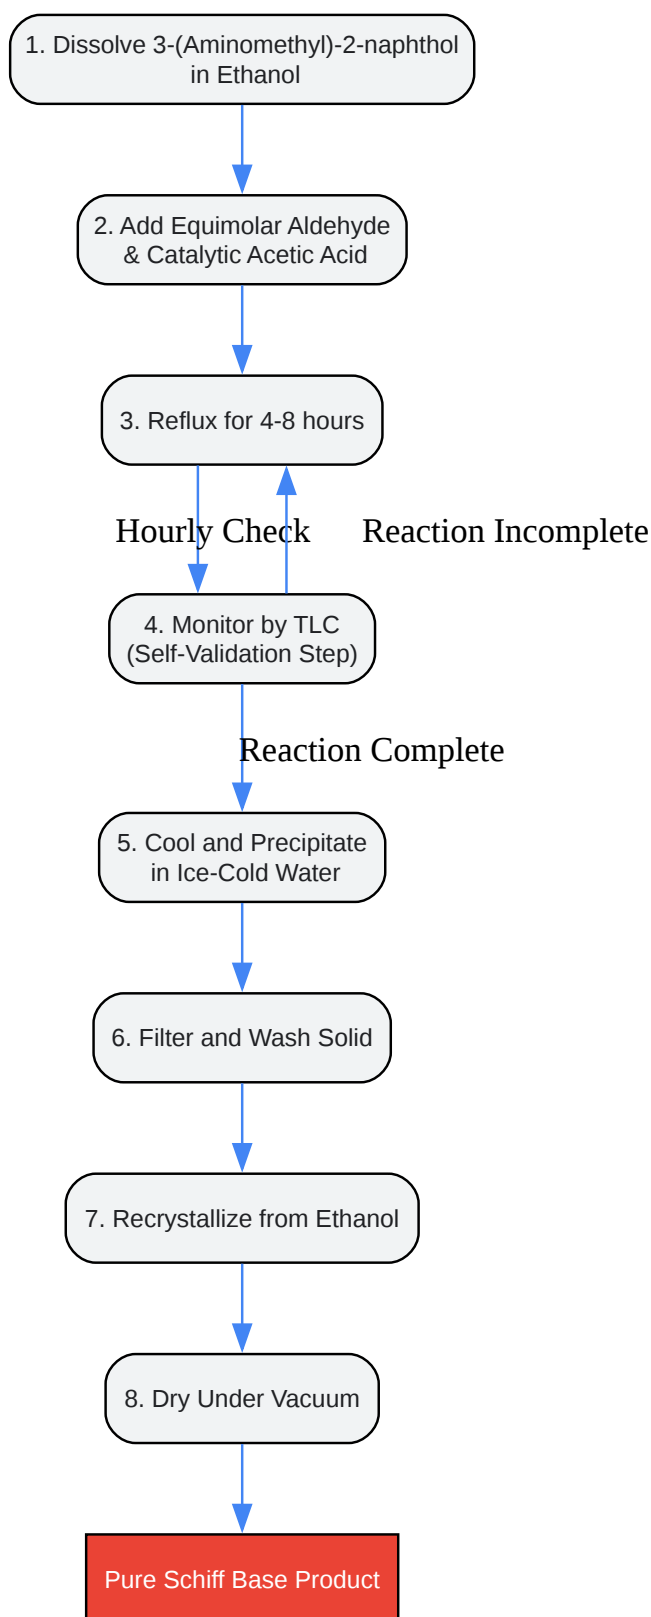 1. Dissolve 3-(Aminomethyl)-2-naphthol
in Ethanol
2. Add Equimolar Aldehyde
& Catalytic Acetic Acid
3. Reflux for 4-8 hours
Hourly Check
Reaction Incomplete
4. Monitor by TLC
(Self-Validation Step)
Reaction Complete
5. Cool and Precipitate
in Ice-Cold Water
6. Filter and Wash Solid
7. Recrystallize from Ethanol
8. Dry Under Vacuum
Pure Schiff Base Product